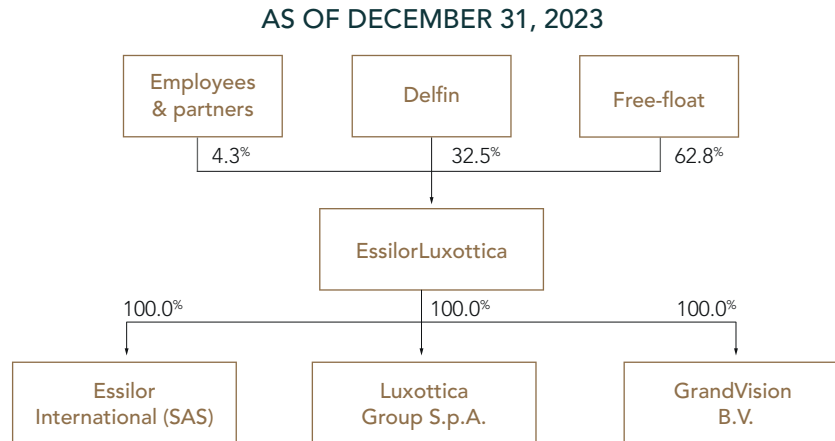 AS OF DECEMBER 31, 2023
Employees
& partners
Delfin
Free-float
4.3%
32.5%
62.8%
EssilorLuxottica
100.0%
100.0%
100.0%
Essilor
International (SAS)
Luxottica
Group S.p.A.
GrandVision
B.V.